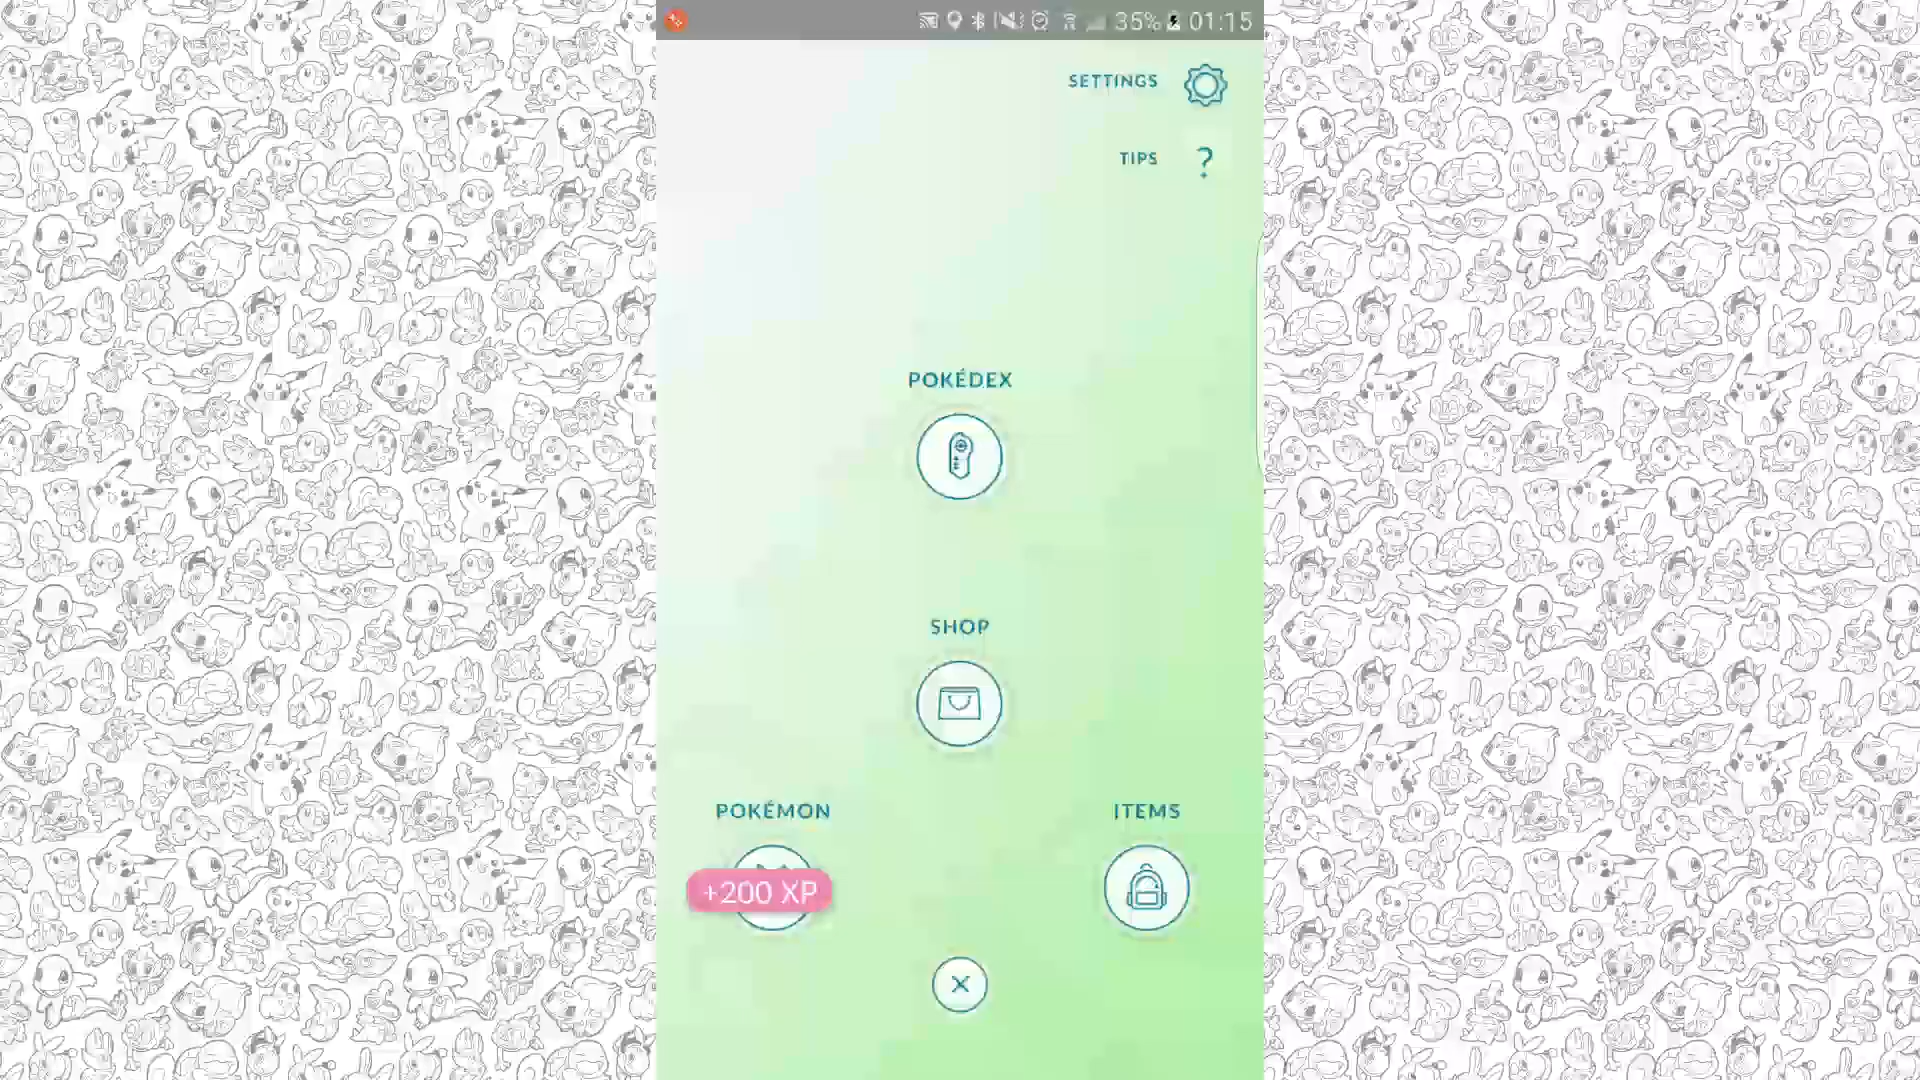 35% 01:15
SETTINGS
TIPS ?
POKÉDEX
SHOP
POKÉMON
ITEMS
+200 XP